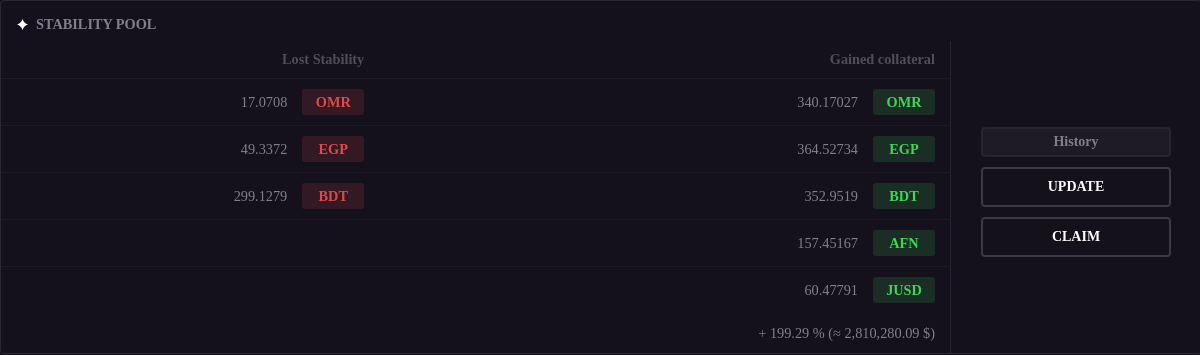 ✦ STABILITY POOL
Lost Stability Gained collateral
17.0708 OMR 340.17027 OMR
49.3372 EGP 364.52734 EGP
299.1279 BDT 352.9519 BDT
157.45167 AFN
60.47791 JUSD
+ 199.29 % (≈ 2,810,280.09 $)
History
UPDATE
CLAIM